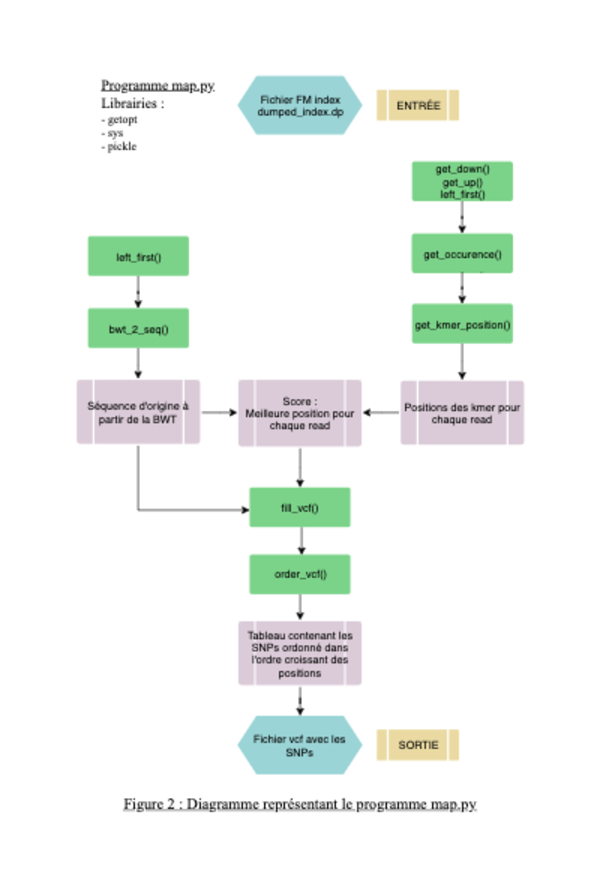 Programme map.py
Librairies :
- getopt
- sys
- pickle
Fichier FM index
dumped_index.dp
ENTRÉE
get_down()
get_up()
left_first()
left_first()
get_occurence()
bwt_2_seq()
get_kmer_position()
Séquence d'origine à
partir de la BWT
Score :
Meilleure position pour
chaque read
Positions des kmer pour
chaque read
fill_vcf()
order_vcf()
Tableau contenant les
SNPs ordonné dans
l'ordre croissant des
positions
Fichier vcf avec les
SNPs
SORTIE
Figure 2 : Diagramme représentant le programme map.py